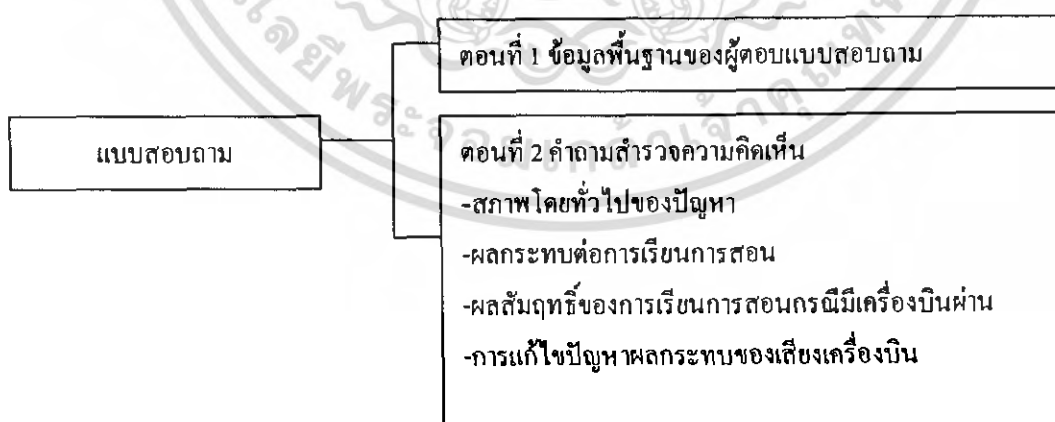 ตอนที่ 1 ข้อมูลพื้นฐานของผู้ตอบแบบสอบถาม
แบบสอบถาม
ตอนที่ 2 คำถามสำรวจความคิดเห็น
-สภาพโดยทั่วไปของปัญหา
-ผลกระทบต่อการเรียนการสอน
-ผลสัมฤทธิ์ของการเรียนการสอนกรณีมีเครื่องบินผ่าน
-การแก้ไขปัญหาผลกระทบของเสียงเครื่องบิน